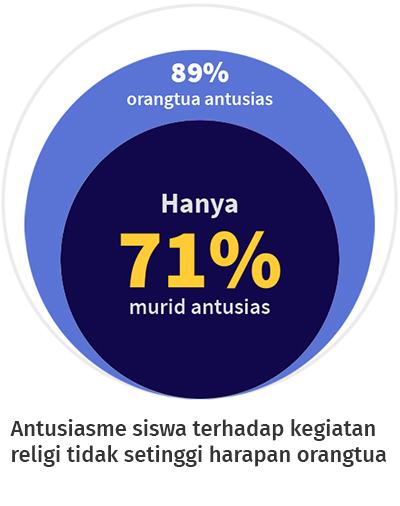 89%
orangtua antusias
Hanya
71%
murid antusias
Antusiasme siswa terhadap kegiatan
religi tidak setinggi harapan orangtua